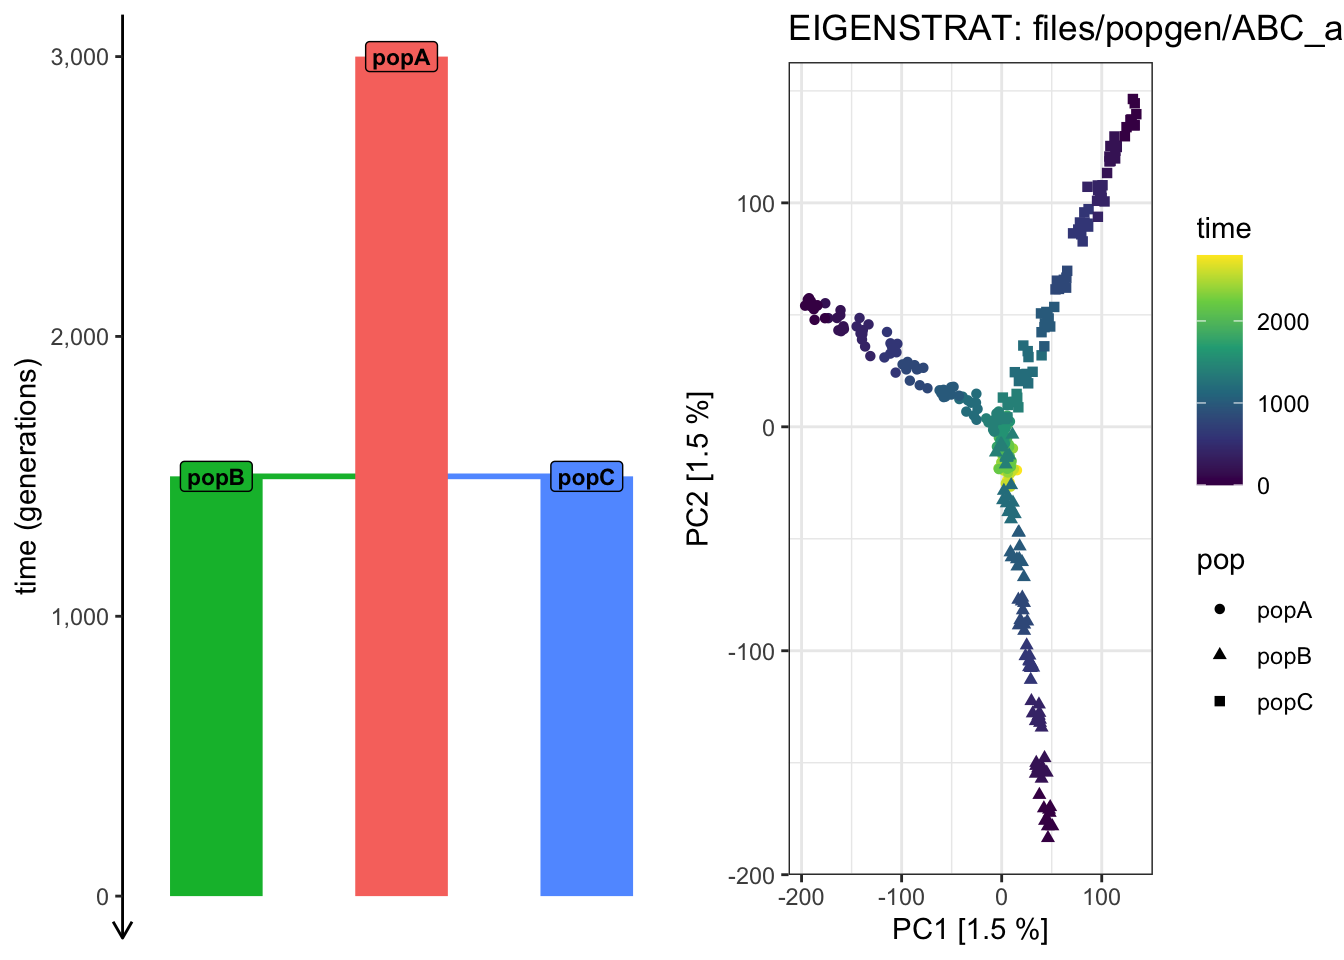 time (generations)
3,000
2,000
1,000
0
popA
popB
popC
EIGENSTRAT: files/popgen/ABC_a
PC2 [1.5 %]
100
0
-100
-200
-200
-100
0
100
PC1 [1.5 %]
time
2000
1000
0
pop
popA
popB
popC